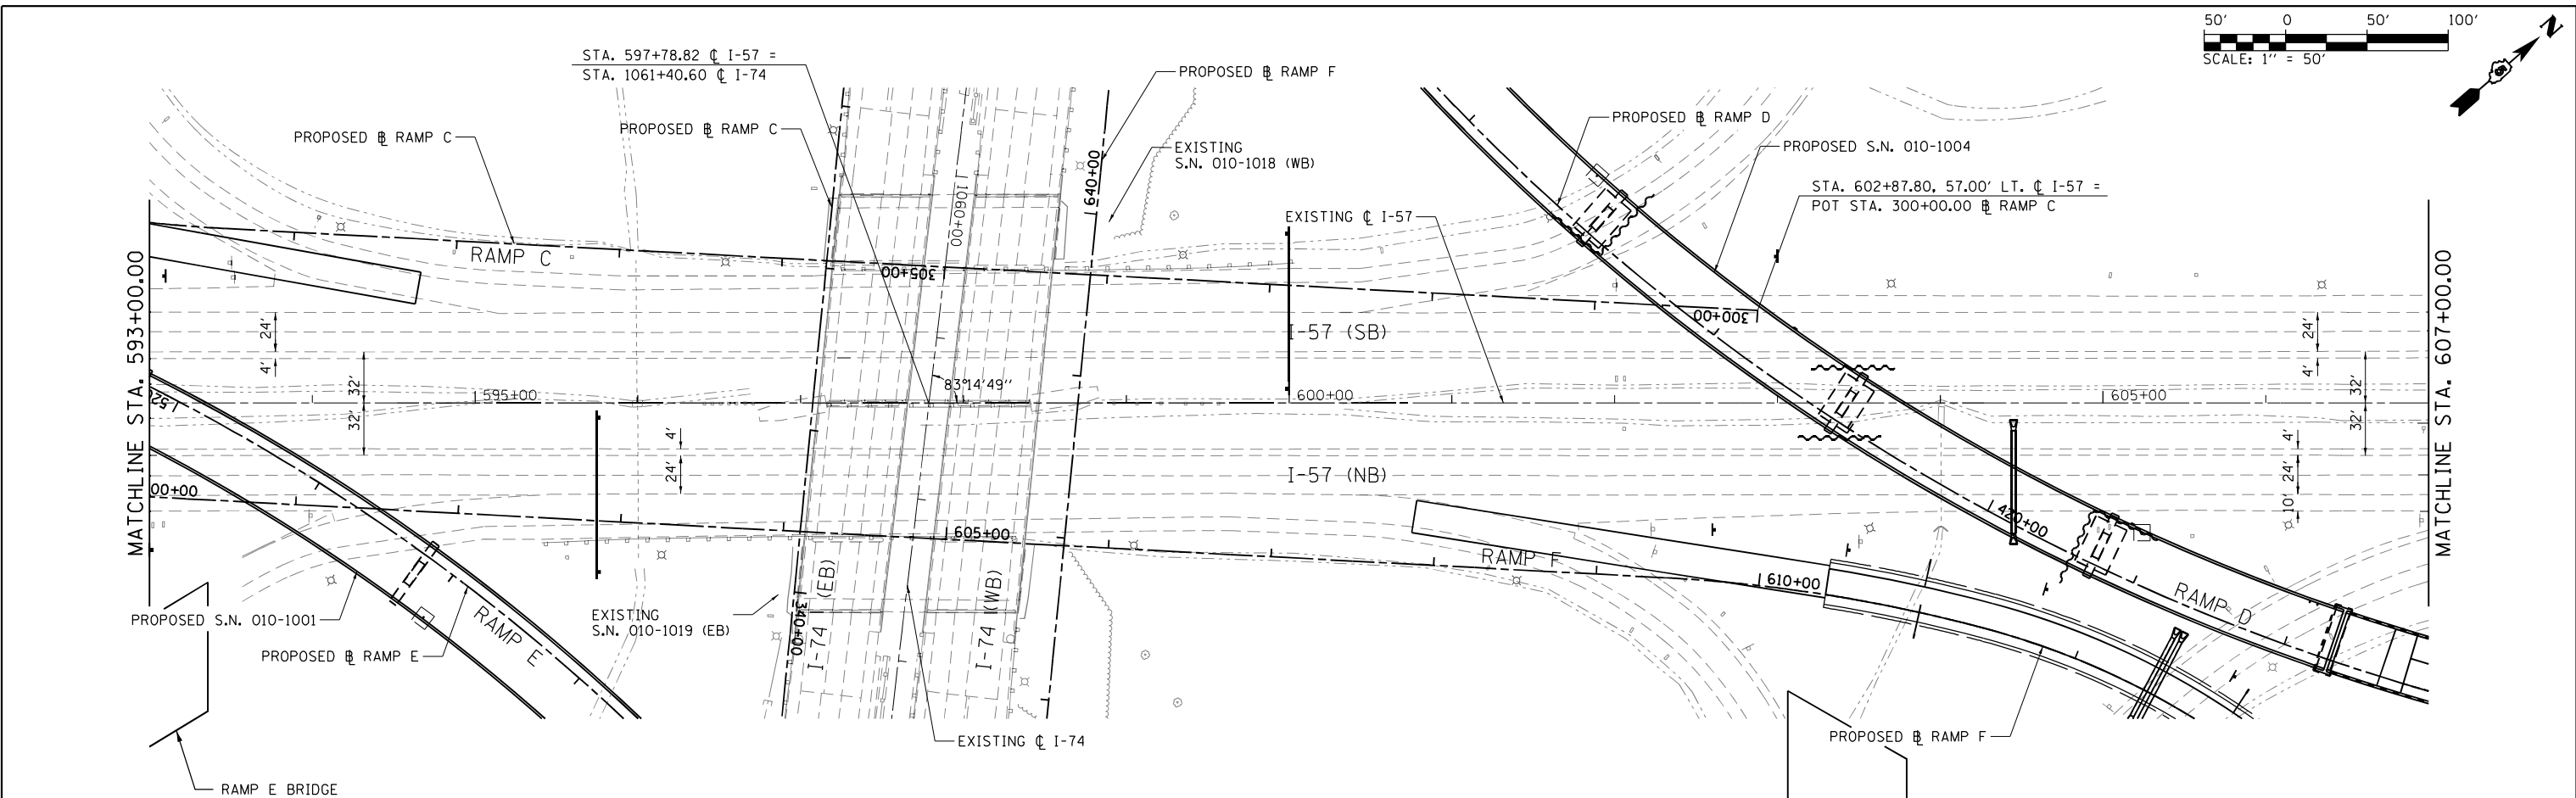 50' 0 50' 100'
SCALE: 1'' = 50'
N
STA. 597+78.82 ℄ I-57 =
STA. 1061+40.60 ℄ I-74
PROPOSED ⅊ RAMP F
PROPOSED ⅊ RAMP C
PROPOSED ⅊ RAMP C
EXISTING
S.N. 010-1018 (WB)
PROPOSED ⅊ RAMP D
PROPOSED S.N. 010-1004
STA. 602+87.80, 57.00' LT. ℄ I-57 =
POT STA. 300+00.00 ⅊ RAMP C
EXISTING ℄ I-57
640+00
1060+00
MATCHLINE STA. 593+00.00
MATCHLINE STA. 607+00.00
RAMP C
305+00
300+00
I-57 (SB)
24'
4'
32'
32'
24'
4'
32'
32'
83°14'49''
595+00
600+00
605+00
4'
24'
4'
24'
10'
I-57 (NB)
520
00+00
605+00
RAMP F
610+00
420+00
RAMP D
PROPOSED S.N. 010-1001
RAMP E
PROPOSED ⅊ RAMP E
EXISTING
S.N. 010-1019 (EB)
340+00
I-74 (EB)
I-74 (WB)
EXISTING ℄ I-74
PROPOSED ⅊ RAMP F
RAMP E BRIDGE